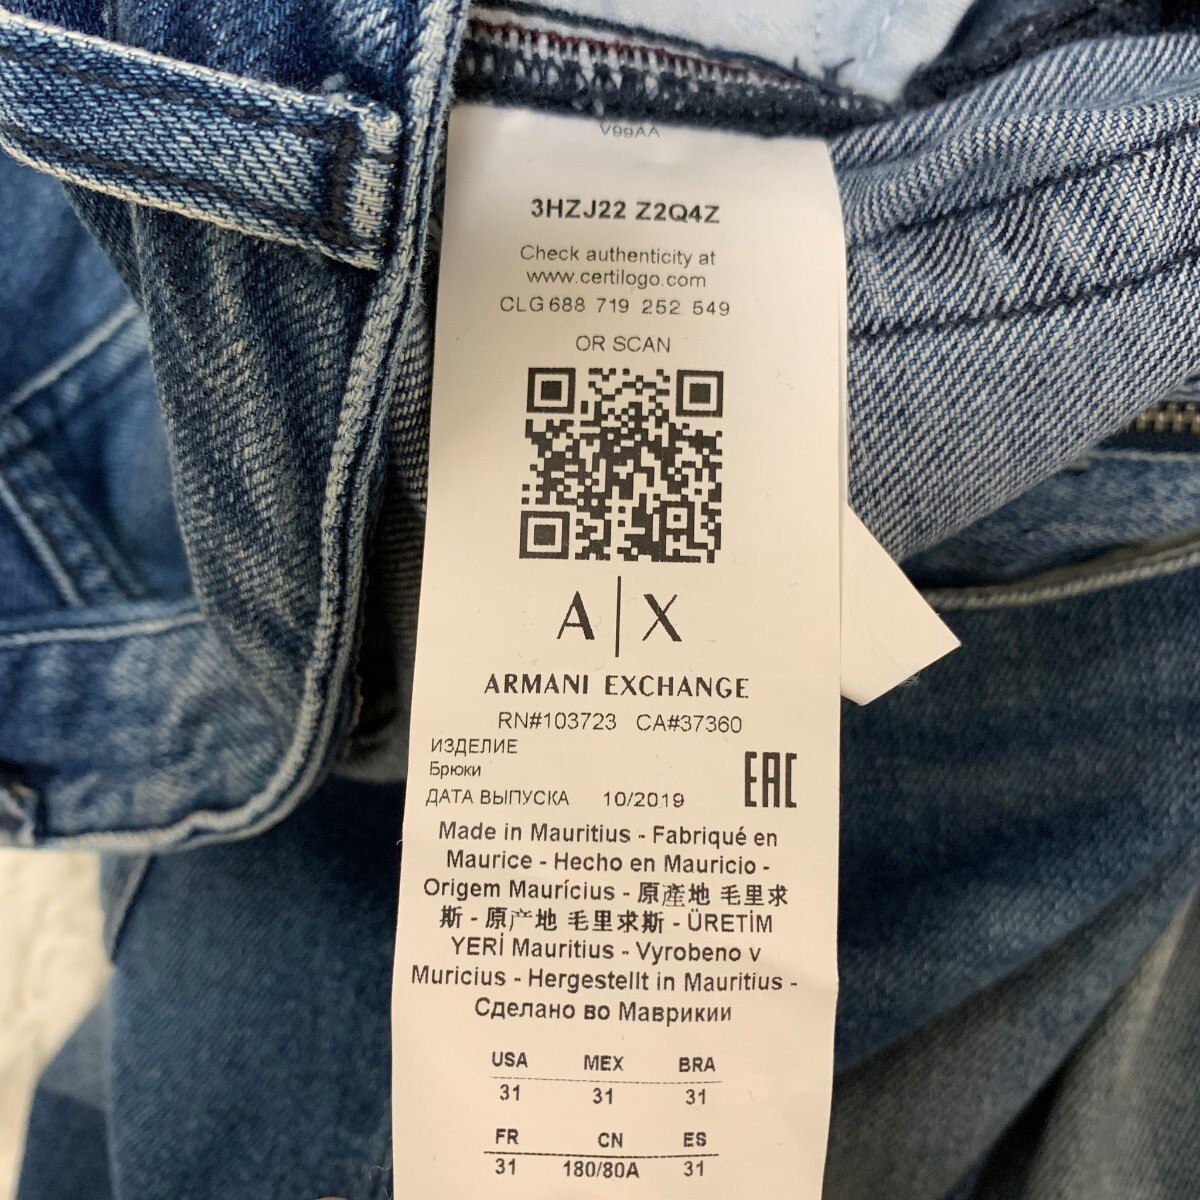 V99AA
3HZJ22 Z2Q4Z
Check authenticity at
www.certilogo.com
CLG 688 719 252 549
OR SCAN
A|X
ARMANI EXCHANGE
RN#103723 CA#37360
ИЗДЕЛИЕ
Брюки
EAC
ДАТА ВЫПУСКА 10/2019
Made in Mauritius - Fabriqué en
Maurice - Hecho en Mauricio -
Origem Maurícius - 原產地 毛里求
斯 - 原产地 毛里求斯 - ÜRETİM
YERİ Mauritius - Vyrobeno v
Muricius - Hergestellt in Mauritius -
Сделано во Маврикии
USA MEX BRA
31 31 31
FR CN ES
31 180/80A 31